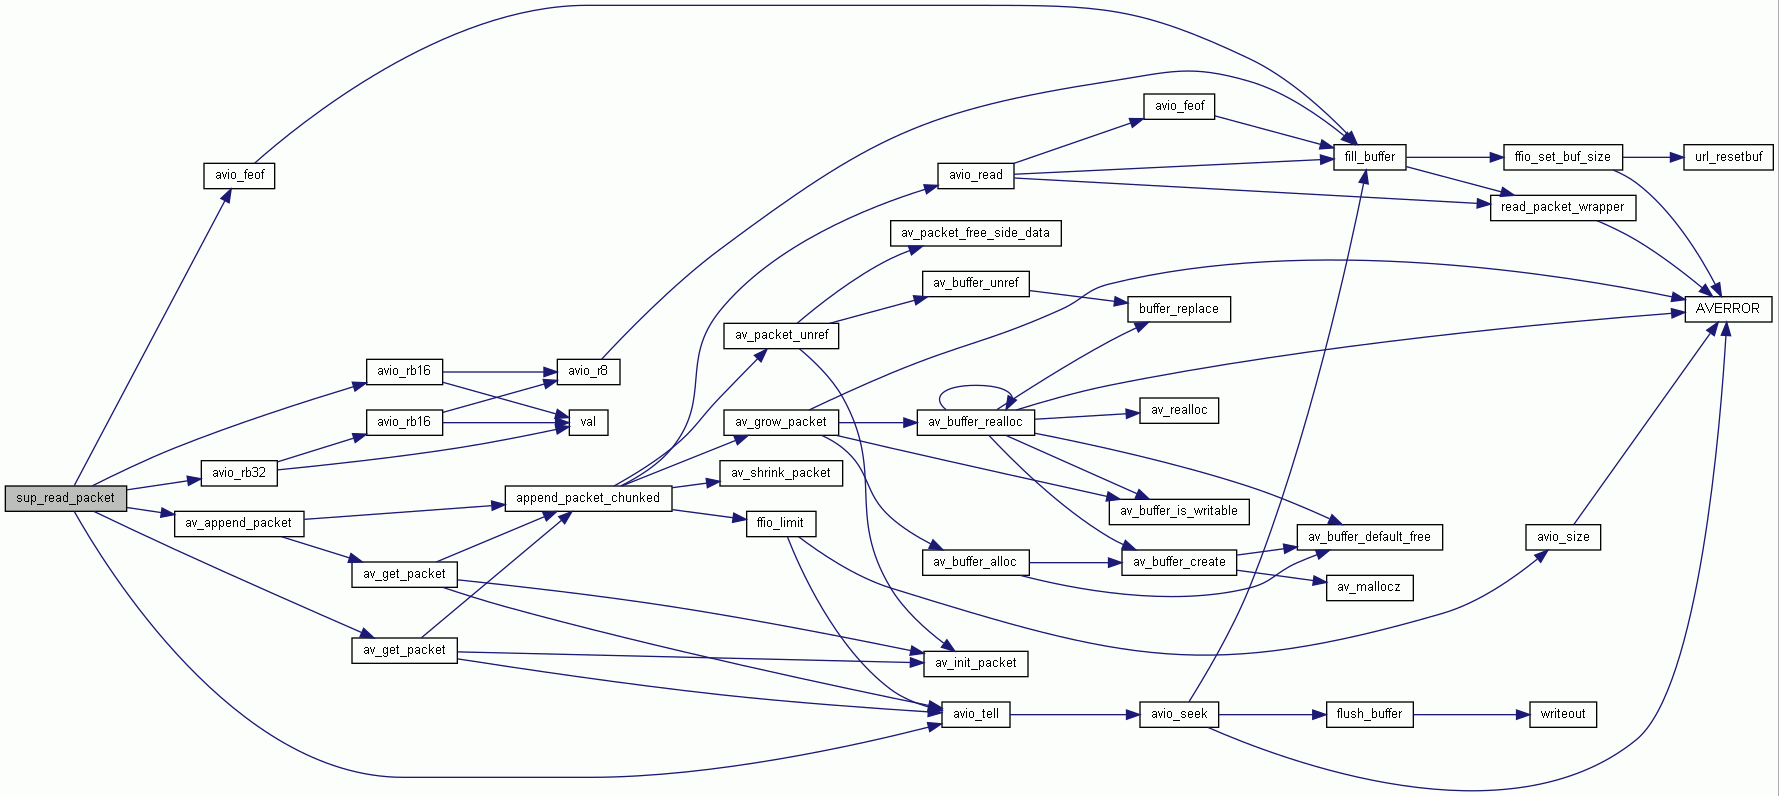 sup_read_packet
avio_feof
avio_rb16
avio_rb16
avio_rb32
av_append_packet
av_get_packet
av_get_packet
avio_r8
val
append_packet_chunked
av_packet_unref
av_grow_packet
av_shrink_packet
ffio_limit
avio_read
av_packet_free_side_data
av_buffer_unref
av_buffer_realloc
av_buffer_alloc
av_init_packet
avio_tell
avio_feof
buffer_replace
av_realloc
av_buffer_is_writable
av_buffer_create
avio_seek
fill_buffer
av_buffer_default_free
av_mallocz
flush_buffer
ffio_set_buf_size
read_packet_wrapper
avio_size
writeout
url_resetbuf
AVERROR